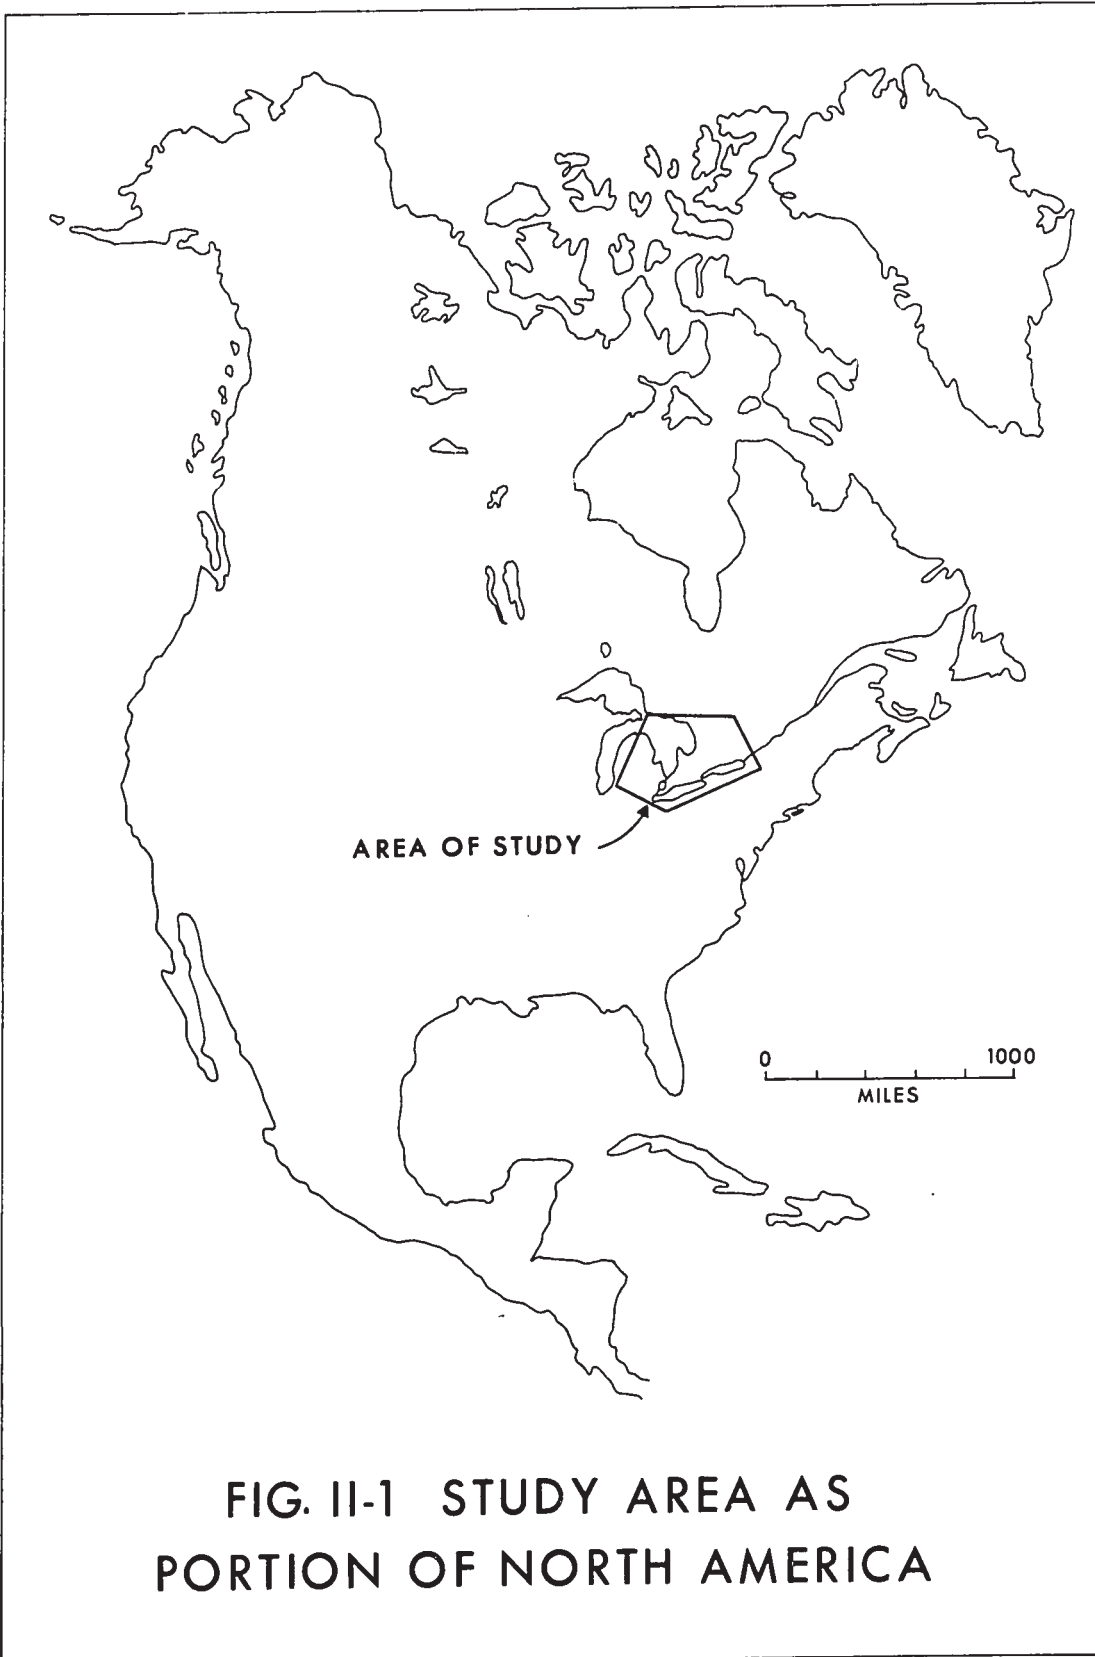 AREA OF STUDY
0 1000
MILES
FIG. II-1 STUDY AREA AS
PORTION OF NORTH AMERICA